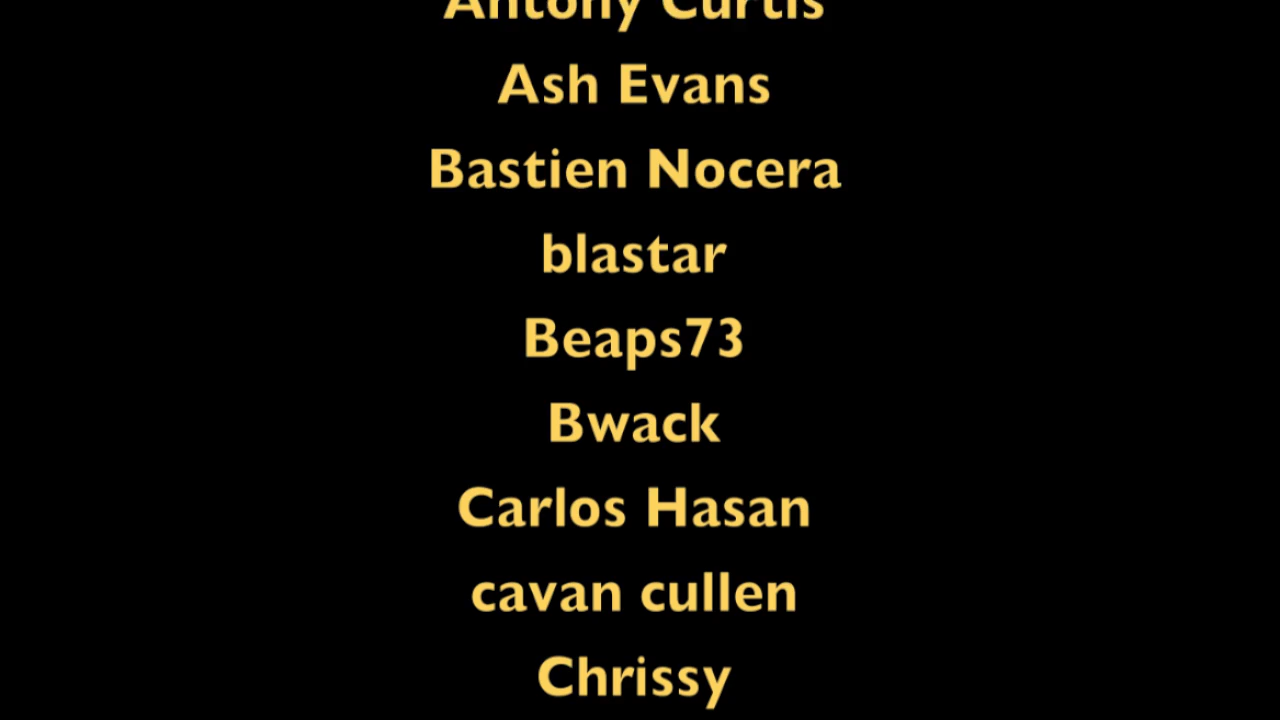 Antony Curtis
Ash Evans
Bastien Nocera
blastar
Beaps73
Bwack
Carlos Hasan
cavan cullen
Chrissy